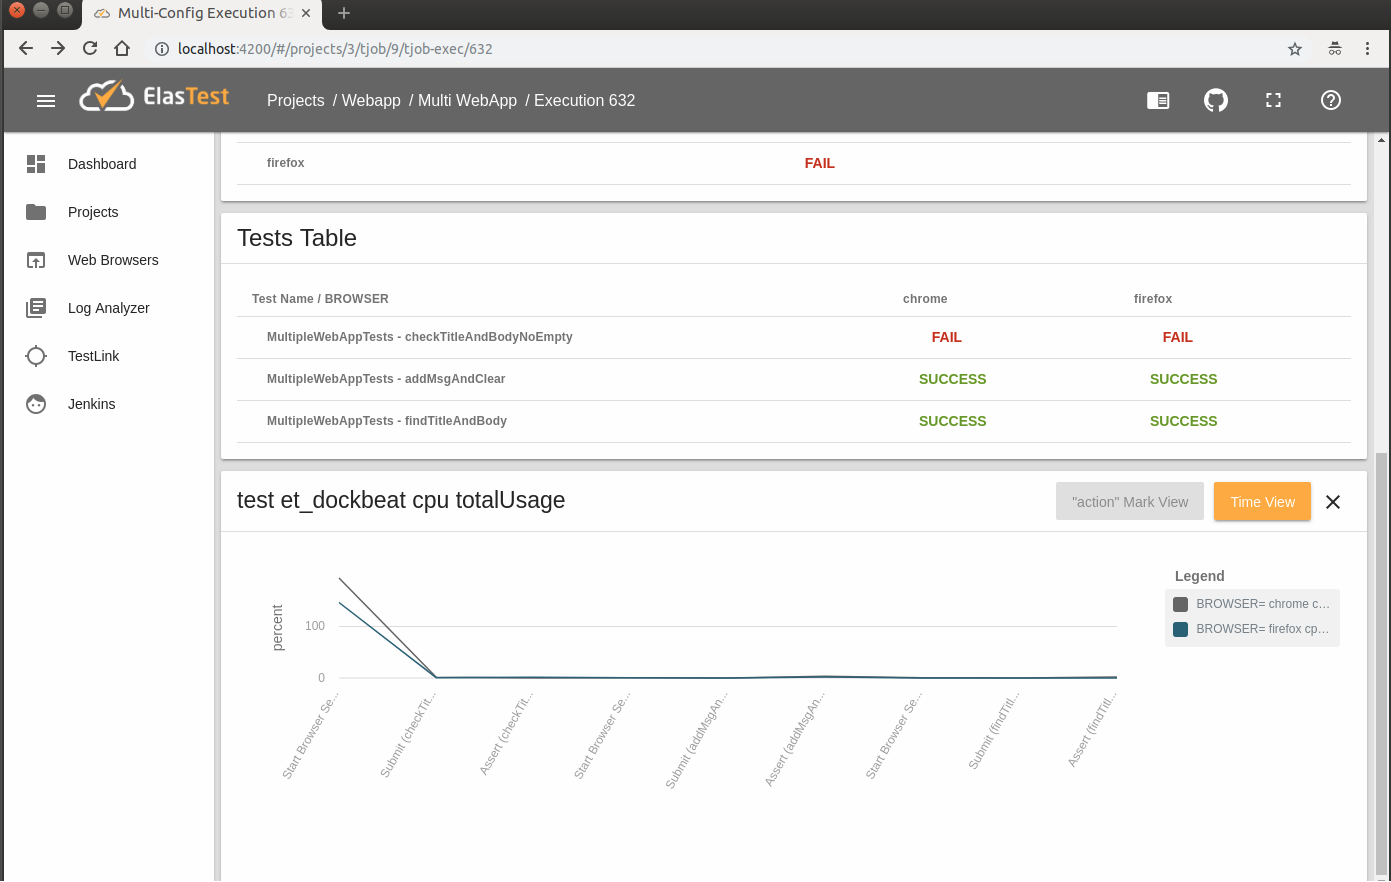 Multi-Config Execution 63
localhost:4200/#/projects/3/tjob/9/tjob-exec/632
ElasTest
Projects / Webapp / Multi WebApp / Execution 632
Dashboard
Projects
Web Browsers
Log Analyzer
TestLink
Jenkins
firefox FAIL
Tests Table
Test Name / BROWSER chrome firefox
MultipleWebAppTests - checkTitleAndBodyNoEmpty FAIL FAIL
MultipleWebAppTests - addMsgAndClear SUCCESS SUCCESS
MultipleWebAppTests - findTitleAndBody SUCCESS SUCCESS
test et_dockbeat cpu totalUsage
"action" Mark View
Time View
percent
100
0
Start Browser Se...
Submit (checkTit...
Assert (checkTit...
Start Browser Se...
Submit (addMsgAn...
Assert (addMsgAn...
Start Browser Se...
Submit (findTitl...
Assert (findTitl...
Legend
BROWSER= chrome c...
BROWSER= firefox cp...